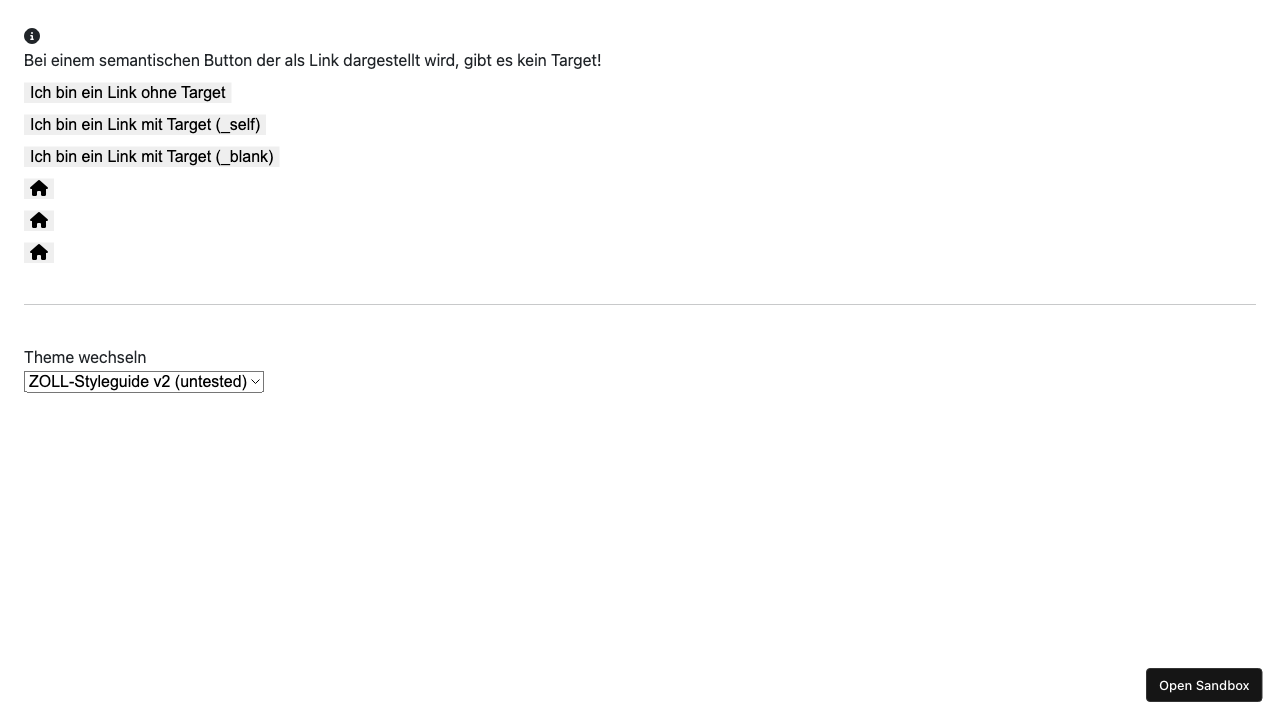 Bei einem semantischen Button der als Link dargestellt wird, gibt es kein Target!
Ich bin ein Link ohne Target
Ich bin ein Link mit Target (_self)
Ich bin ein Link mit Target (_blank)
Theme wechseln
ZOLL-Styleguide v2 (untested)
Open Sandbox